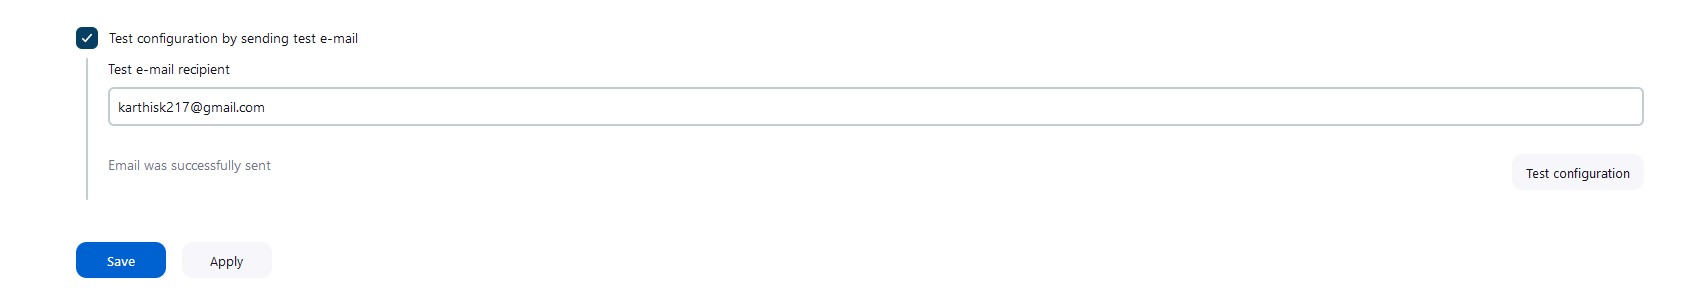 Test configuration by sending test e-mail
Test e-mail recipient
karthisk217@gmail.com
Email was successfully sent
Test configuration
Save
Apply